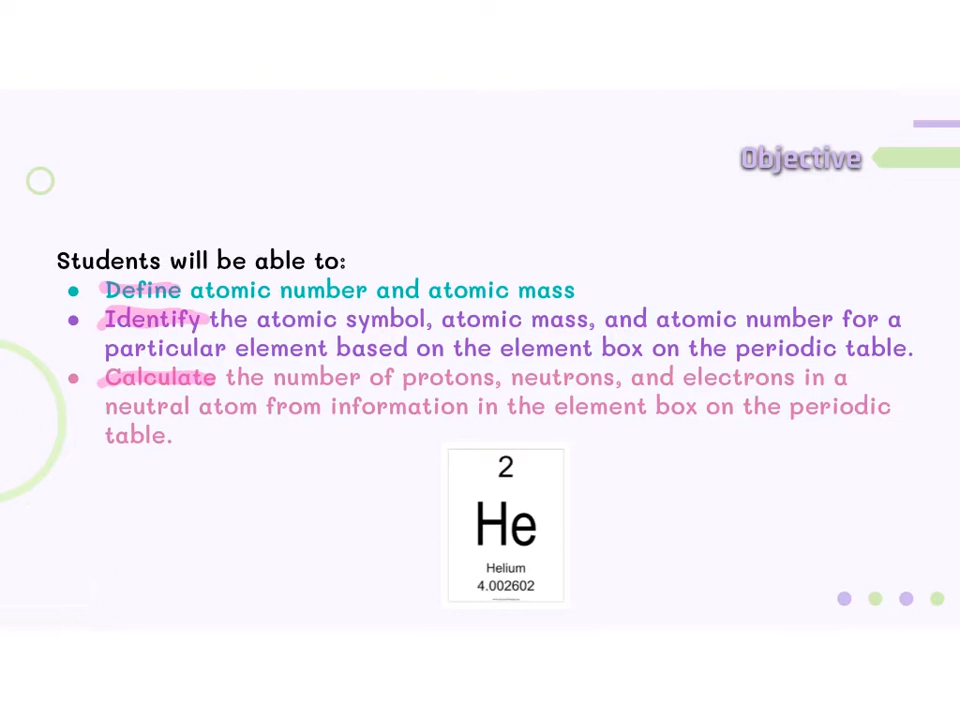 Objective
Students will be able to:
● Define atomic number and atomic mass
● Identify the atomic symbol, atomic mass, and atomic number for a
particular element based on the element box on the periodic table.
● Calculate the number of protons, neutrons, and electrons in a
neutral atom from information in the element box on the periodic
table.
2
He
Helium
4.002602